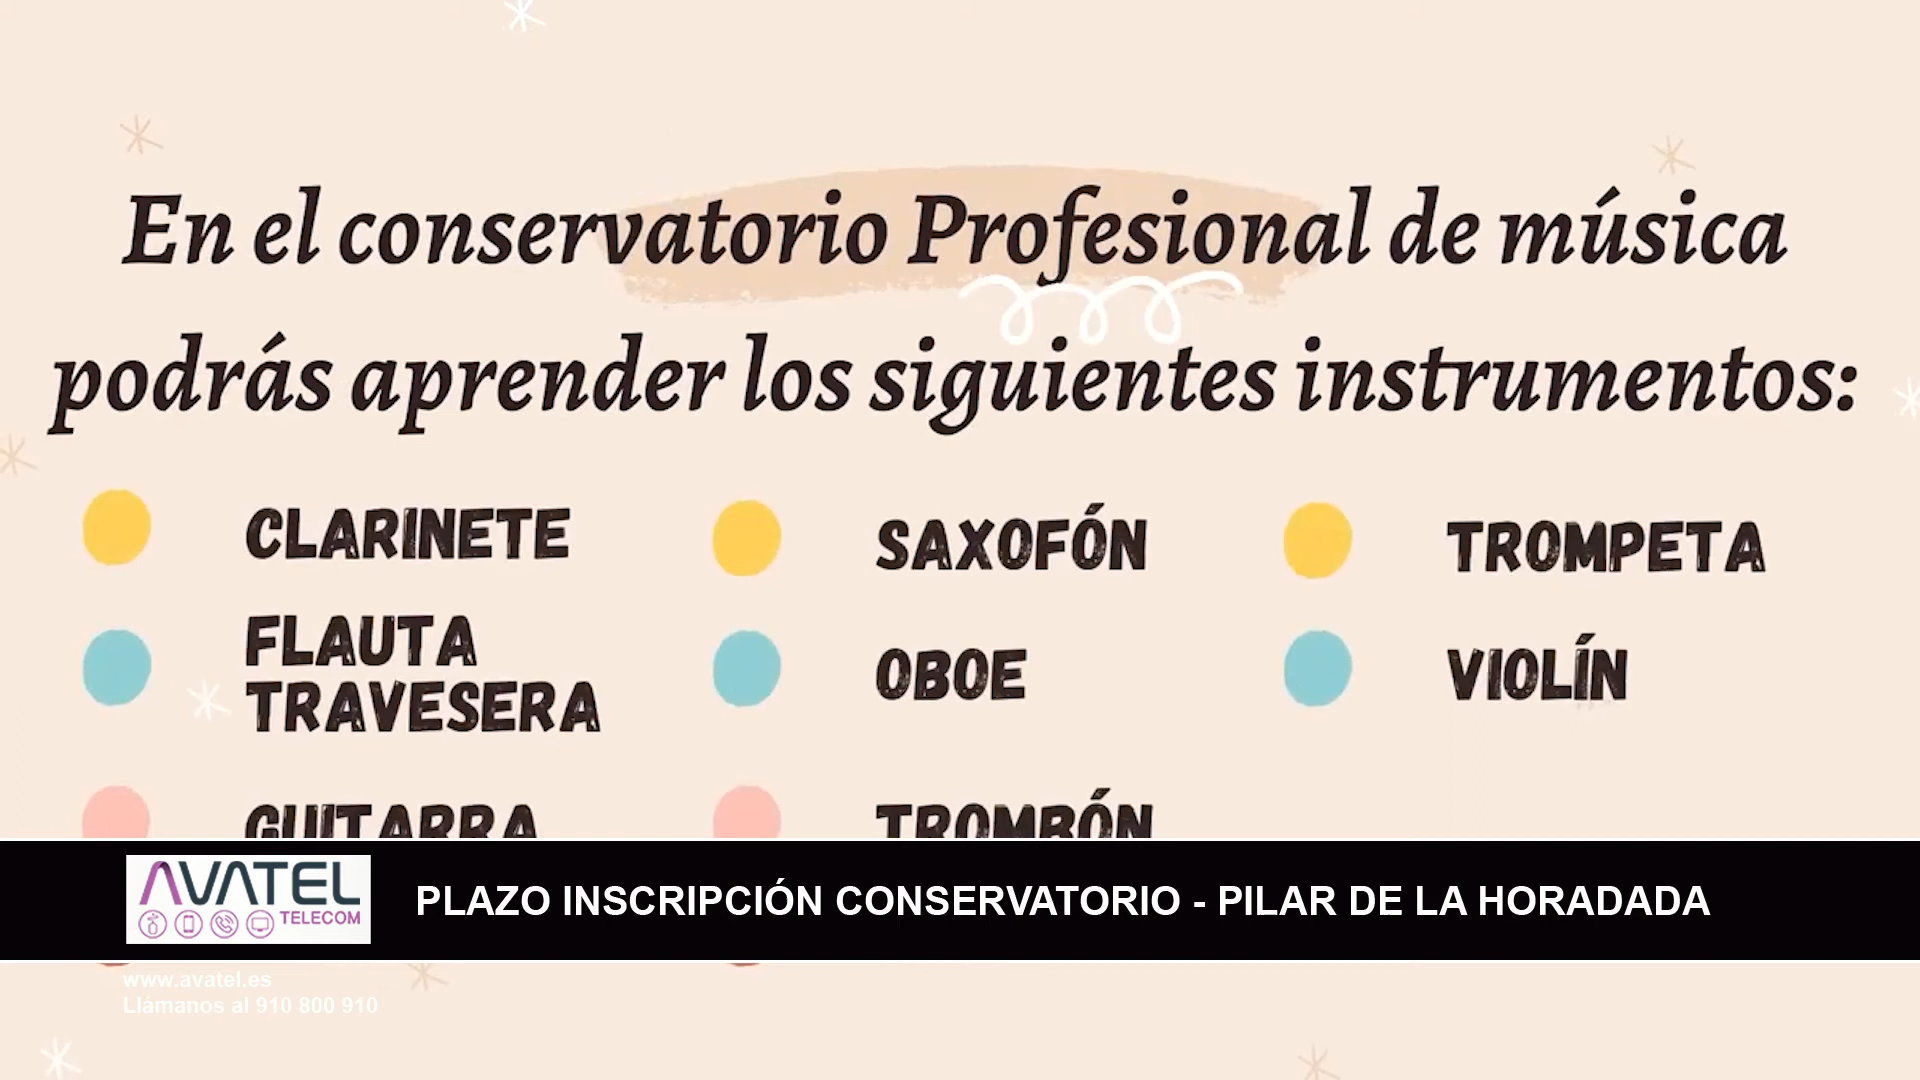 En el conservatorio Profesional de música
podrás aprender los siguientes instrumentos:
CLARINETE
SAXOFÓN
TROMPETA
FLAUTA
TRAVESERA
OBOE
VIOLÍN
GUITARRA
TROMBÓN
AVATEL
TELECOM
PLAZO INSCRIPCIÓN CONSERVATORIO - PILAR DE LA HORADADA
www.avatel.es
Llámanos al 910 800 910